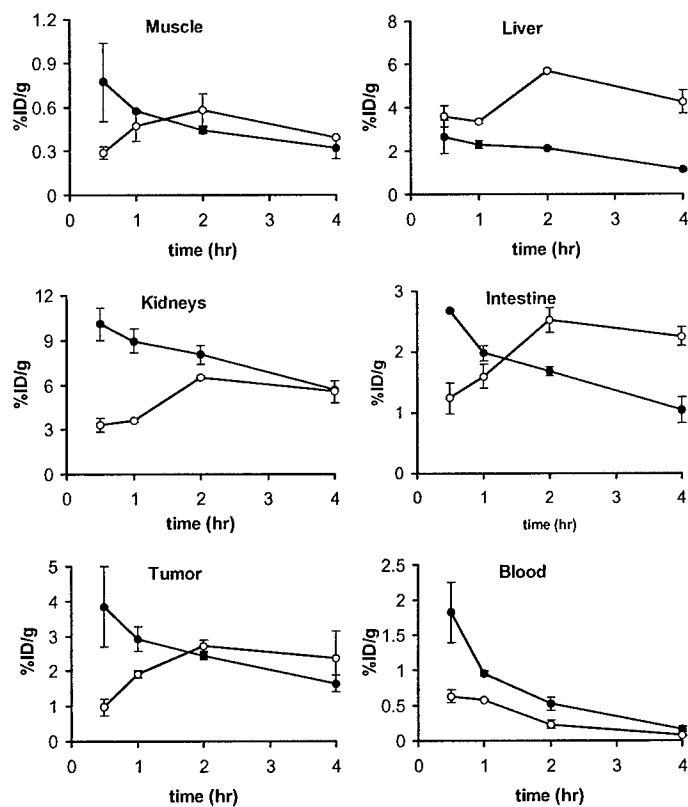 Muscle
%ID/g
1.2
0.9
0.6
0.3
0
0 1 2 3 4
time (hr)
Liver
%ID/g
8
6
4
2
0
0 1 2 3 4
time (hr)
Kidneys
%ID/g
12
9
6
3
0
0 1 2 3 4
time (hr)
Intestine
%ID/g
3
2
1
0
0 1 2 3 4
time (hr)
Tumor
%ID/g
5
4
3
2
1
0
0 1 2 3 4
time (hr)
Blood
%ID/g
2.5
2
1.5
1
0.5
0
0 1 2 3 4
time (hr)